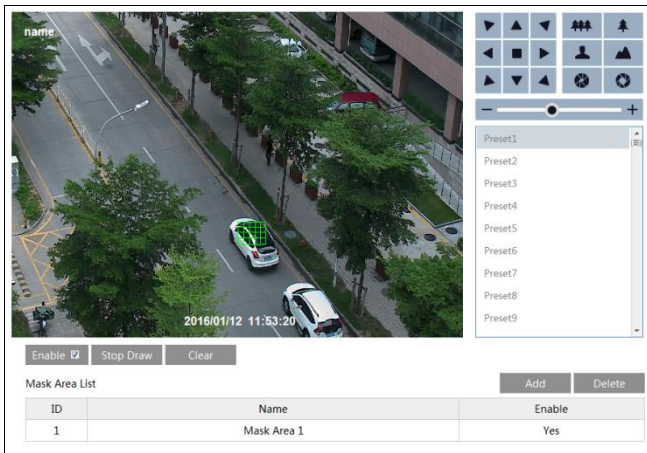 name
2016/01/12 11:53:20
Preset1
Preset2
Preset3
Preset4
Preset5
Preset6
Preset7
Preset8
Preset9
Enable Stop Draw Clear
Mask Area List Add Delete
ID Name Enable
1 Mask Area 1 Yes